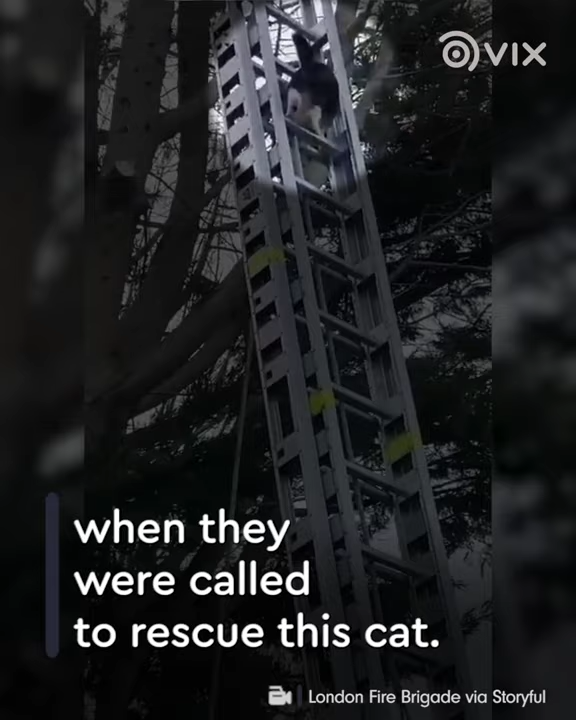 vix
when they
were called
to rescue this cat.
London Fire Brigade via Storyful